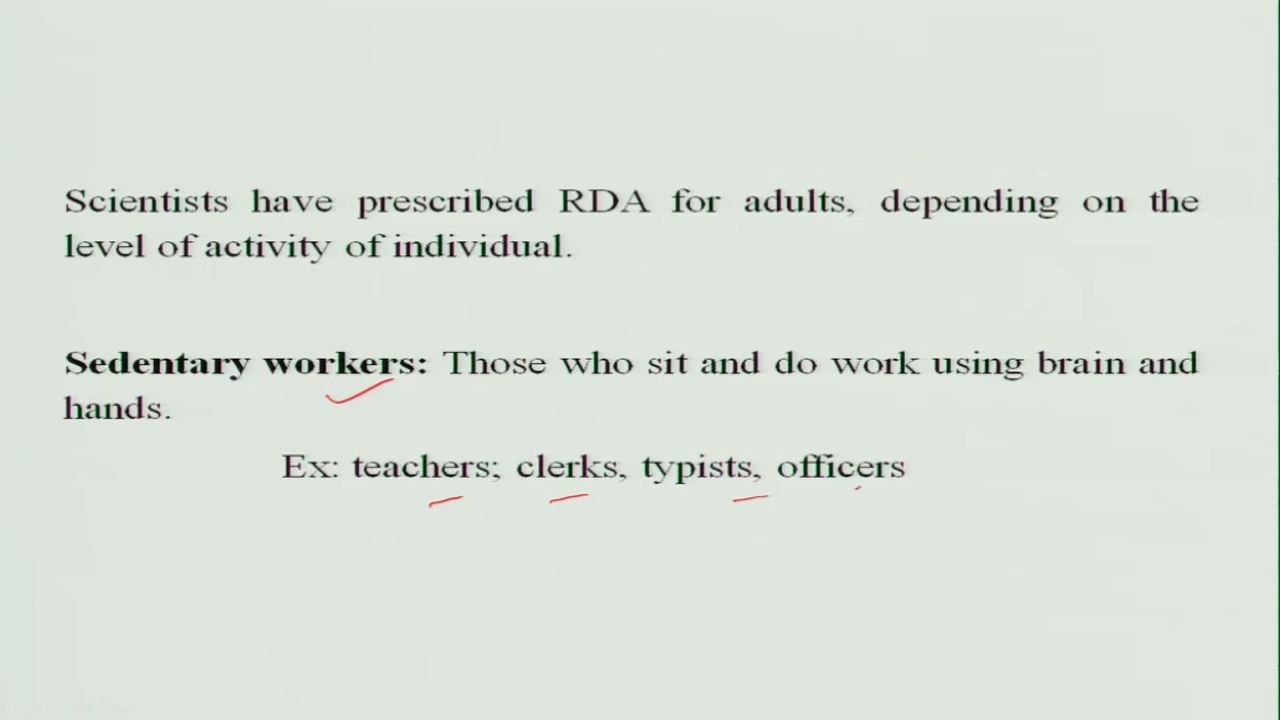 Scientists have prescribed RDA for adults, depending on the
level of activity of individual.
Sedentary workers: Those who sit and do work using brain and
hands.
Ex: teachers; clerks, typists, officers